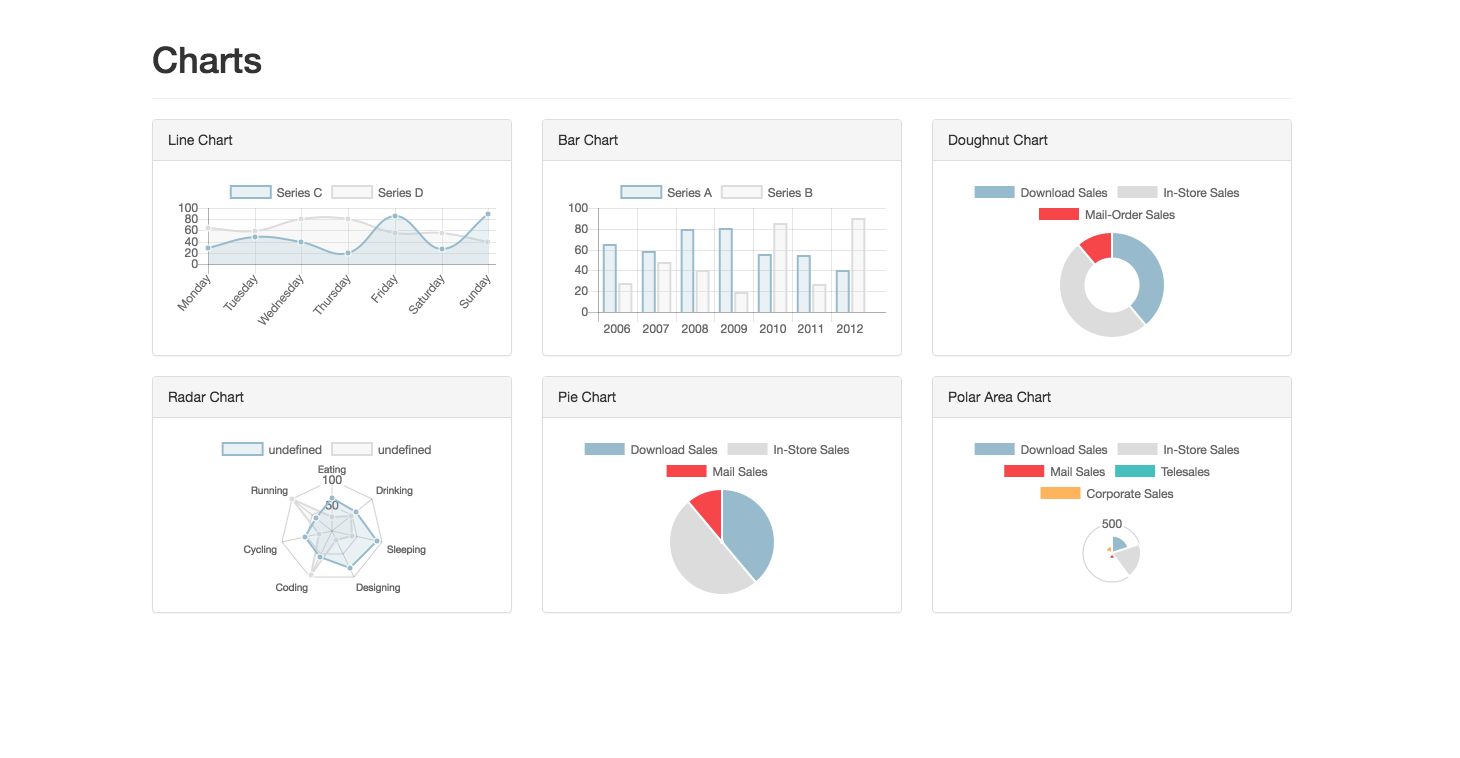 Charts
Line Chart
Series C Series D
100
80
60
40
20
0
Monday Tuesday Wednesday Thursday Friday Saturday Sunday
Bar Chart
Series A Series B
100
80
60
40
20
0
2006 2007 2008 2009 2010 2011 2012
Doughnut Chart
Download Sales In-Store Sales
Mail-Order Sales
Radar Chart
undefined undefined
Eating
100
Running Drinking
50
Cycling Sleeping
Coding Designing
Pie Chart
Download Sales In-Store Sales
Mail Sales
Polar Area Chart
Download Sales In-Store Sales
Mail Sales Telesales
Corporate Sales
500